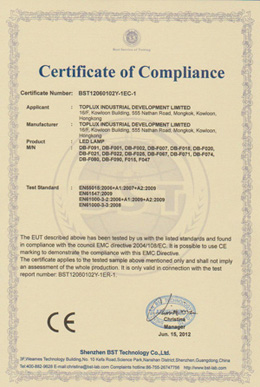 Certificate of Compliance
Certificate Number: BST12060102Y-1EC-1
Applicant : TOPLUX INDUSTRIAL DEVELOPMENT LIMITED
16/F, Kowloon Building, 555 Nathan Road, Mongkok, Kowloon,
Hongkong
Manufacturer : TOPLUX INDUSTRIAL DEVELOPMENT LIMITED
16/F, Kowloon Building, 555 Nathan Road, Mongkok, Kowloon,
Hongkong
Product : LED LAMP
M/N : DB-F091, DB-F001, DB-F002, DB-F007, DB-F018, DB-F020,
DB-F021, DB-F022, DB-F028, DB-F067, DB-F071, DB-F074,
DB-F080, DB-F090, F018, F047
Test Standard : EN55015:2006+A1:2007+A2:2009
EN61547:2009
EN61000-3-2:2006+A1:2009+A2:2009
EN61000-3-3:2008
The EUT described above has been tested by us with the listed standards and found
in compliance with the council EMC directive 2004/108/EC. It is possible to use CE
marking to demonstrate the compliance with this EMC Directive.
The certificate applies to the tested sample above mentioned only and shall not imply
an assessment of the whole production. It is only valid in connection with the test
report number: BST12060102Y-1ER-1.
CE
Christina
Manager
Jun. 15, 2012
Shenzhen BST Technology Co.,Ltd.